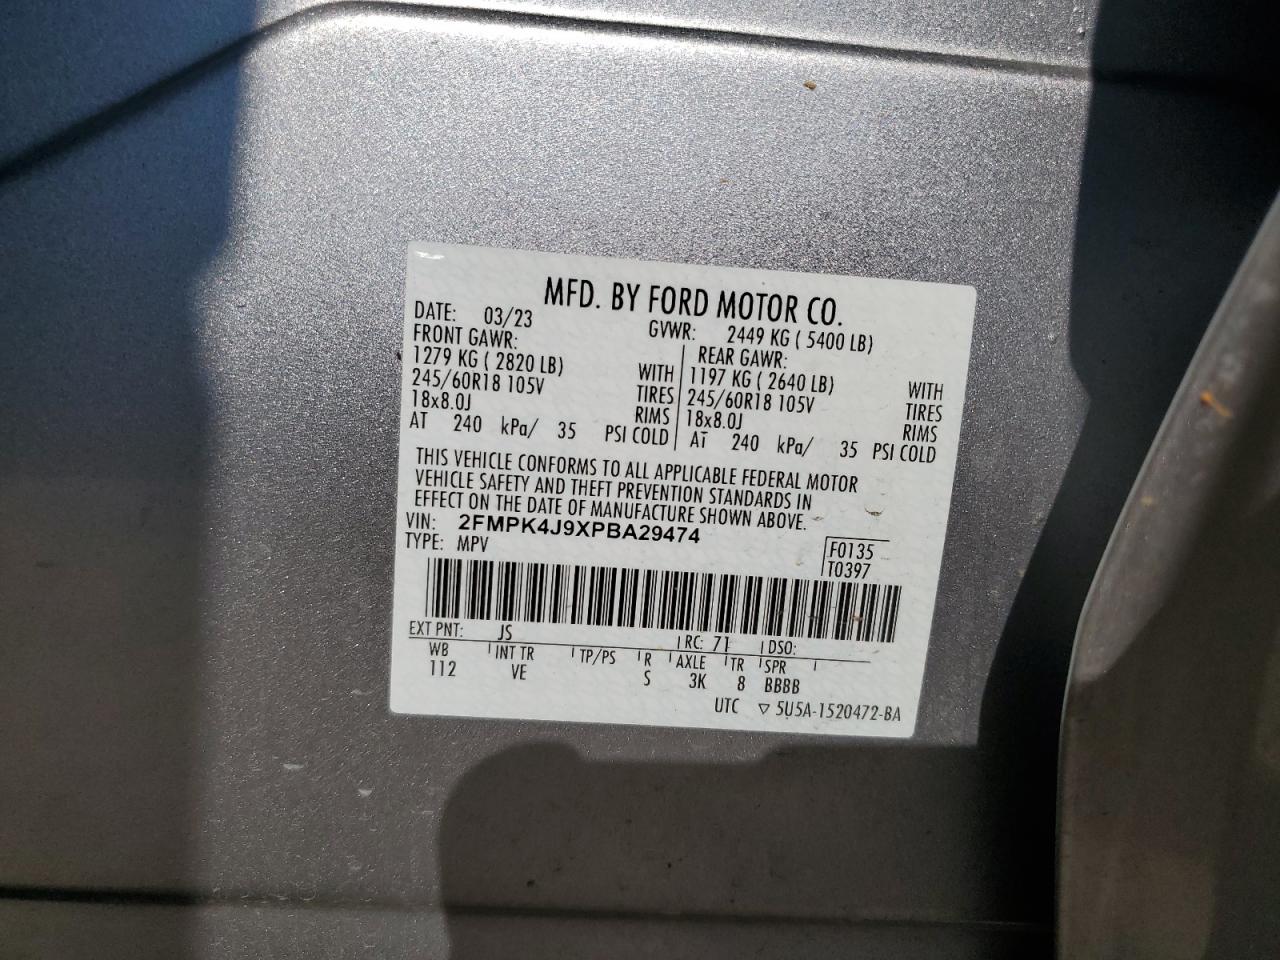 MFD. BY FORD MOTOR CO.
DATE: 03/23 GVWR: 2449 KG ( 5400 LB)
FRONT GAWR: REAR GAWR:
1279 KG ( 2820 LB) WITH 1197 KG ( 2640 LB) WITH
245/60R18 105V TIRES 245/60R18 105V TIRES
18x8.0J RIMS 18x8.0J RIMS
AT 240 kPa/ 35 PSI COLD AT 240 kPa/ 35 PSI COLD
THIS VEHICLE CONFORMS TO ALL APPLICABLE FEDERAL MOTOR
VEHICLE SAFETY AND THEFT PREVENTION STANDARDS IN
EFFECT ON THE DATE OF MANUFACTURE SHOWN ABOVE.
VIN: 2FMPK4J9XPBA29474 F0135
TYPE: MPV T0397
EXT PNT: JS RC: 71 DSO:
WB INT TR TP/PS R AXLE TR SPR
112 VE S 3K 8 BBBB
UTC ▽ 5U5A-1520472-BA